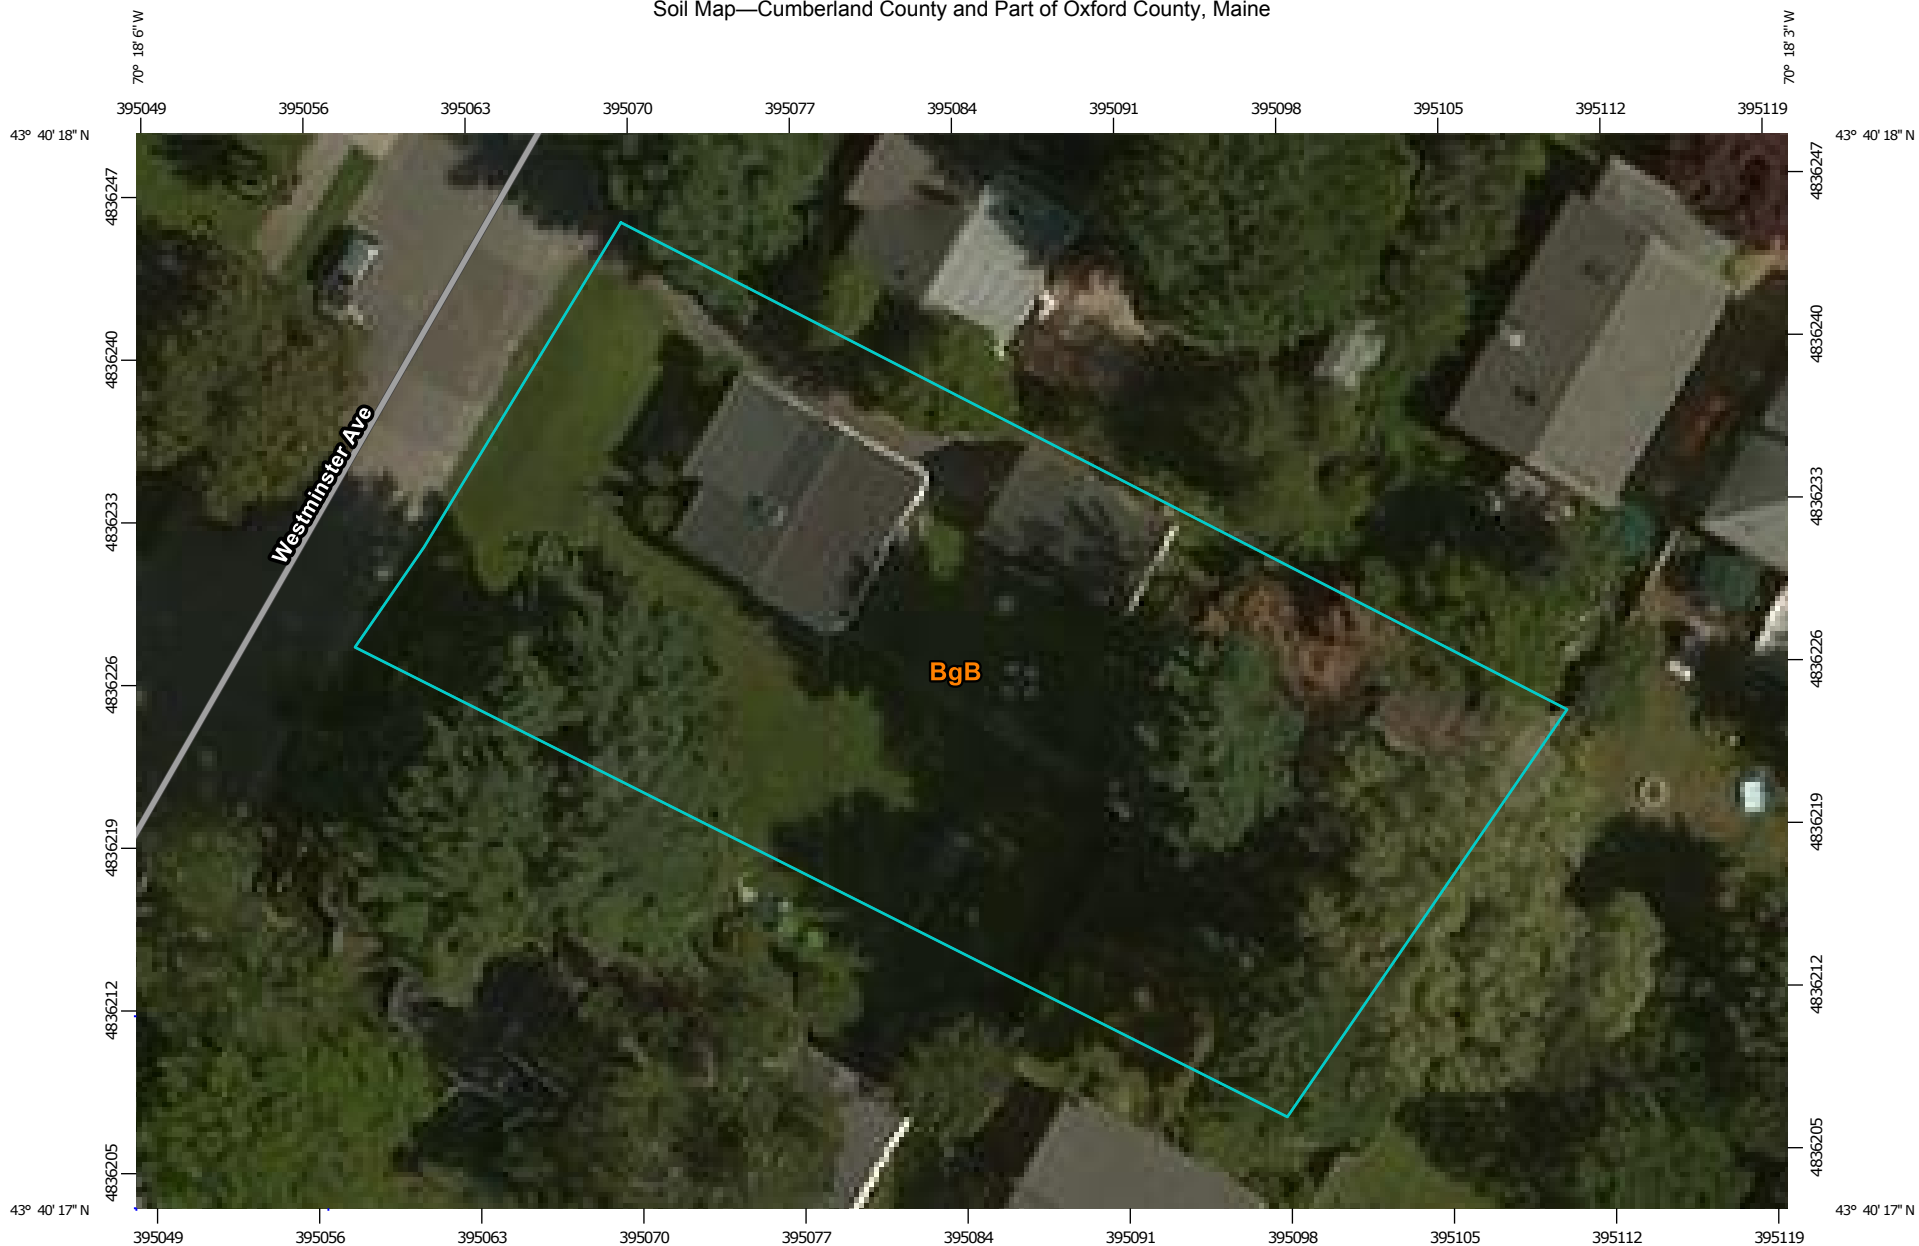 Soil Map—Cumberland County and Part of Oxford County, Maine
70° 18' 6'' W
70° 18' 3'' W
395049 395056 395063 395070 395077 395084 395091 395098 395105 395112 395119
43° 40' 18'' N
43° 40' 18'' N
4836247
4836247
4836240
4836240
4836233
4836233
4836226
4836226
4836219
4836219
4836212
4836212
4836205
4836205
Westminster Ave
BgB
43° 40' 17'' N
43° 40' 17'' N
395049 395056 395063 395070 395077 395084 395091 395098 395105 395112 395119